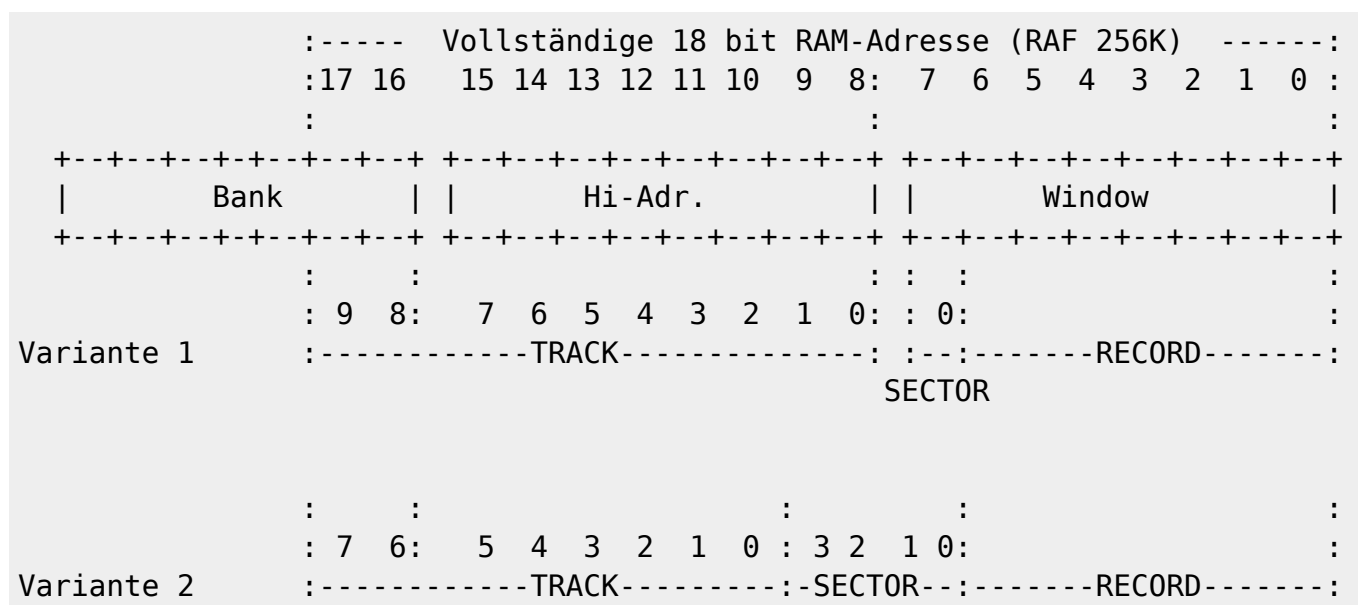 :-----  Vollständige 18 bit RAM-Adresse (RAF 256K)  ------:
:17 16   15 14 13 12 11 10  9  8:  7  6  5  4  3  2  1  0 :
:                                :                         :
+--+--+--+-+--+--+--+ +--+--+--+--+--+--+--+--+ +--+--+--+--+--+--+--+--+
|        Bank       | |       Hi-Adr.         | |       Window          |
+--+--+--+-+--+--+--+ +--+--+--+--+--+--+--+--+ +--+--+--+--+--+--+--+--+
:     :                         : :  :                    :
: 9  8:   7  6  5  4  3  2  1  0: : 0:                    :
Variante 1      :------------TRACK--------------: :--:-------RECORD-------:
SECTOR
:     :                    :         :                    :
: 7  6:   5  4  3  2  1  0 : 3 2  1 0:                    :
Variante 2      :------------TRACK---------:-SECTOR--:-------RECORD-------: